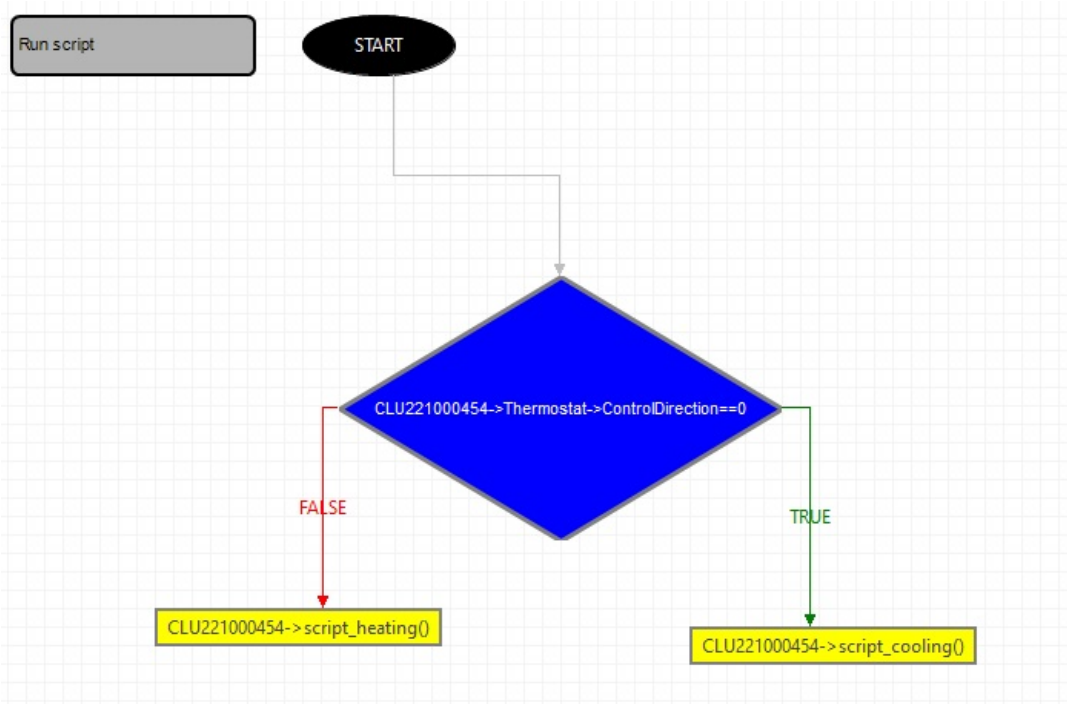 Run script
START
CLU221000454->Thermostat->ControlDirection==0
FALSE
TRUE
CLU221000454->script_heating()
CLU221000454->script_cooling()